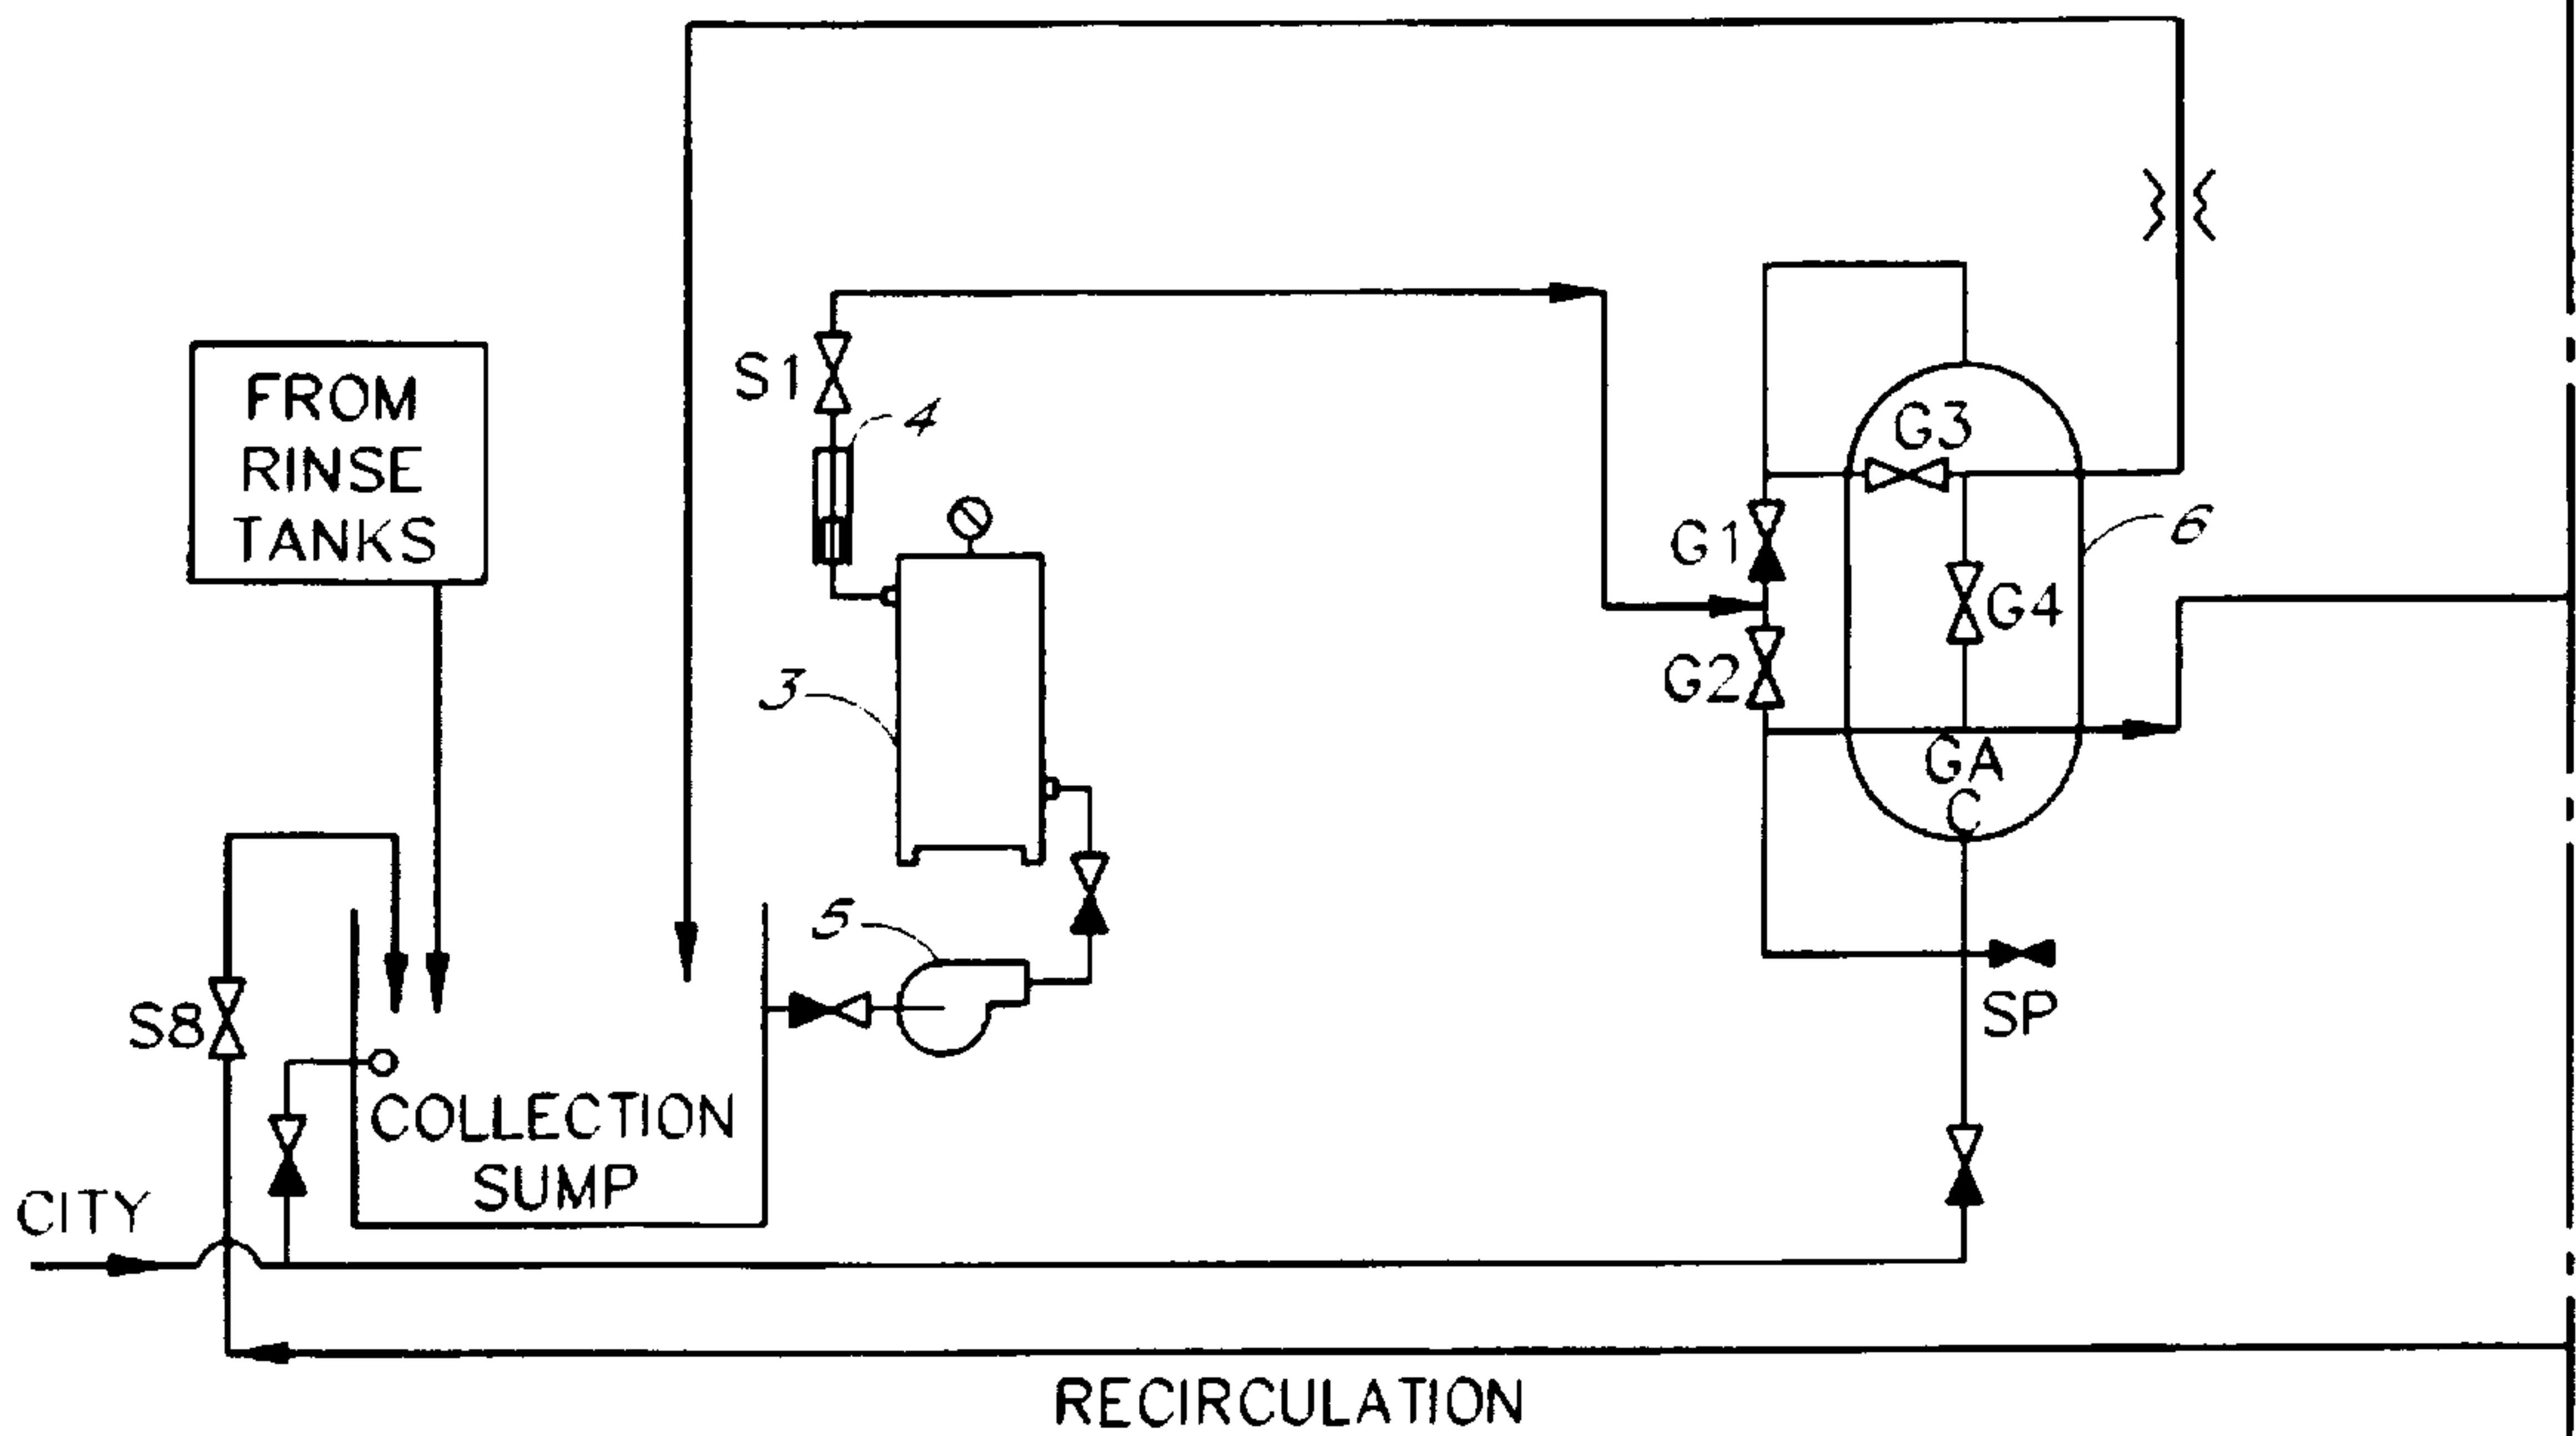 S1
4
FROM
RINSE
TANKS
G3
6
G1
G4
G2
3
GA
C
5
S8
SP
COLLECTION
SUMP
CITY
RECIRCULATION